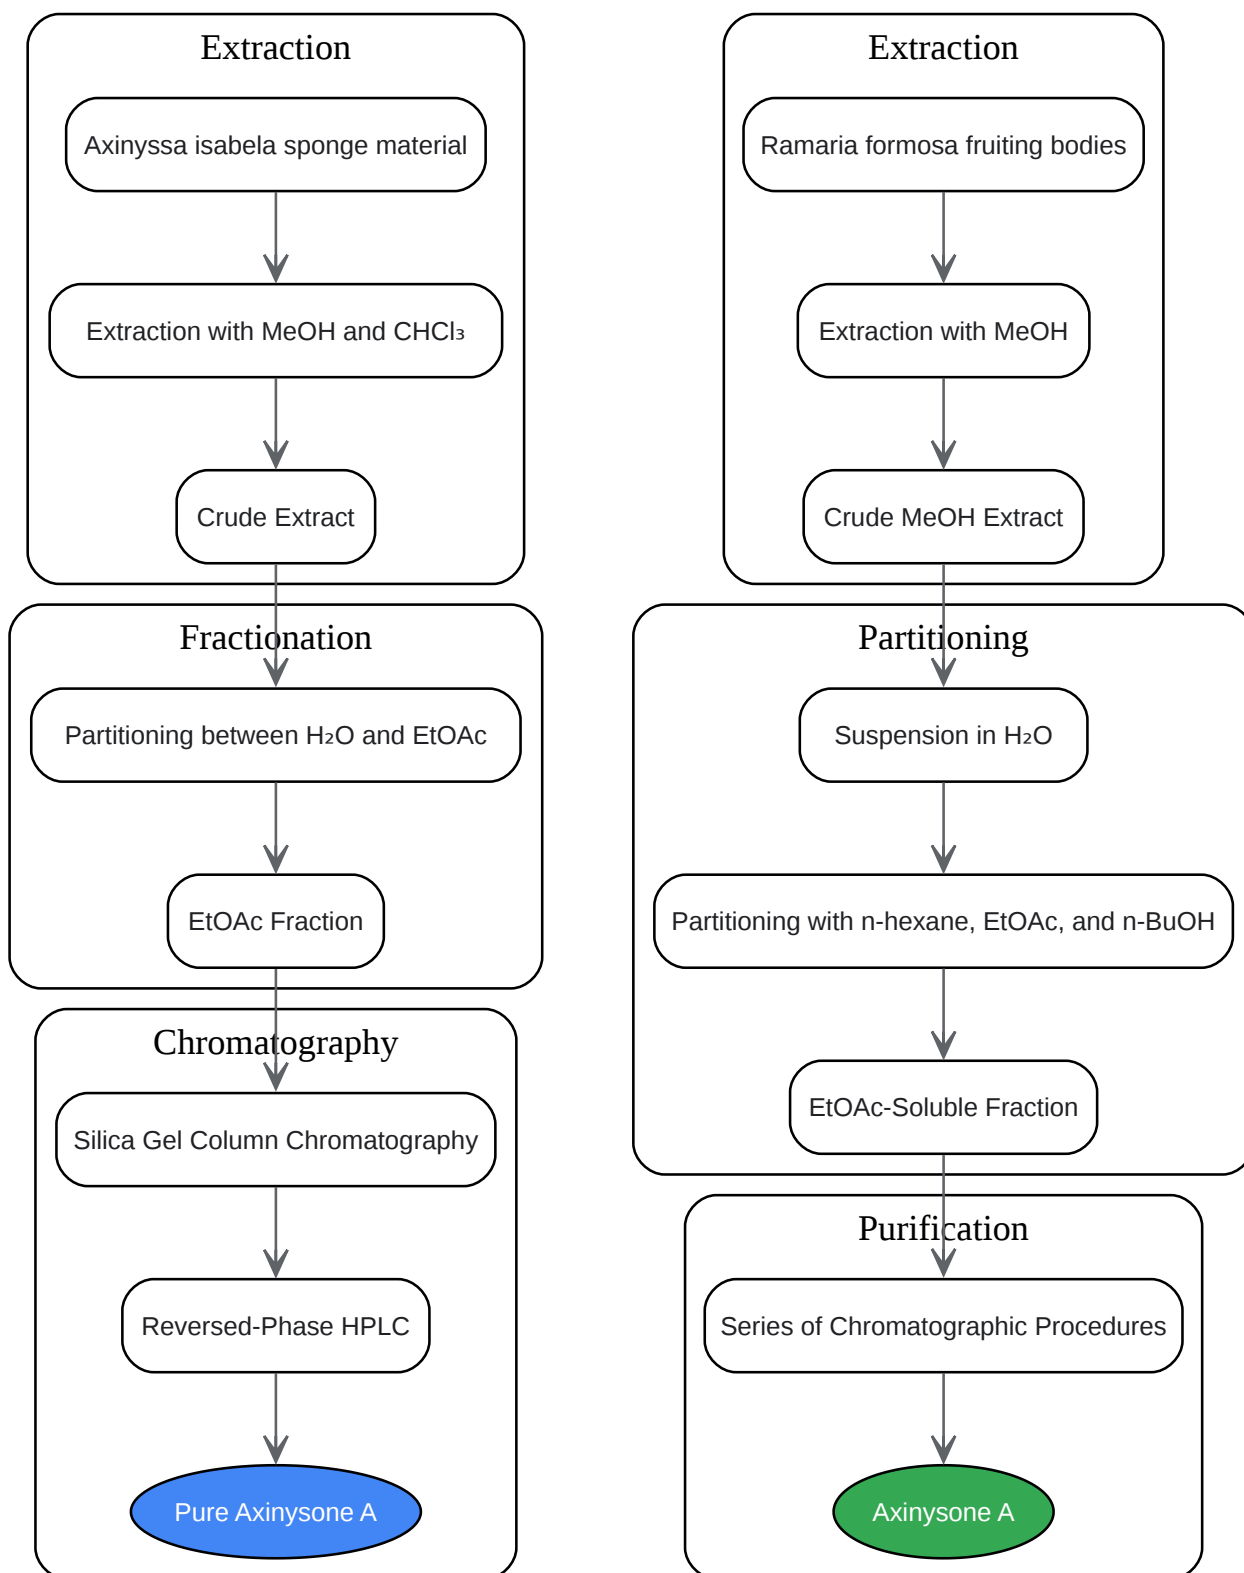 Extraction
Axinyssa isabela sponge material
Extraction with MeOH and CHCl₃
Crude Extract
Fractionation
Partitioning between H₂O and EtOAc
EtOAc Fraction
Chromatography
Silica Gel Column Chromatography
Reversed-Phase HPLC
Pure Axinysone A
Extraction
Ramaria formosa fruiting bodies
Extraction with MeOH
Crude MeOH Extract
Partitioning
Suspension in H₂O
Partitioning with n-hexane, EtOAc, and n-BuOH
EtOAc-Soluble Fraction
Purification
Series of Chromatographic Procedures
Axinysone A